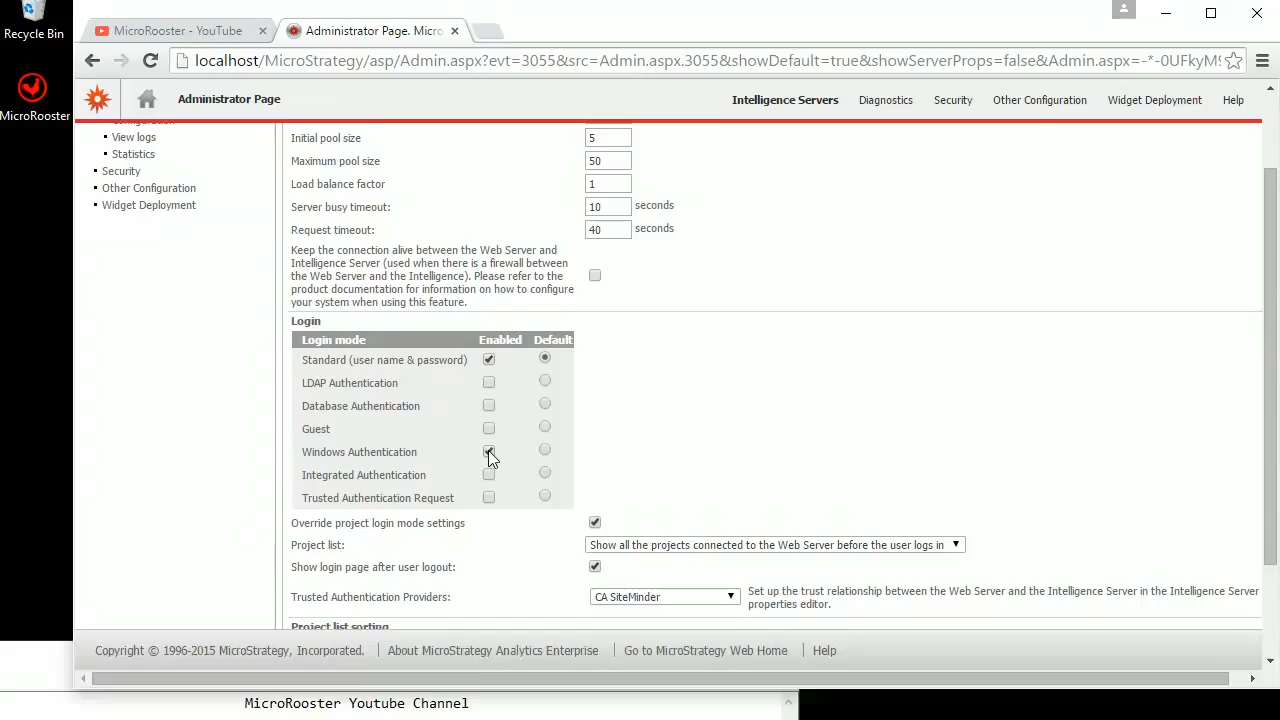 Recycle Bin
MicroRooster
MicroRooster - YouTube
Administrator Page. Micro
localhost/MicroStrategy/asp/Admin.aspx?evt=3055&src=Admin.aspx.3055&showDefault=true&showServerProps=false&Admin.aspx=-*-0UFkyMS
Administrator Page
Intelligence Servers Diagnostics Security Other Configuration Widget Deployment Help
View logs
Statistics
Security
Other Configuration
Widget Deployment
Initial pool size 5
Maximum pool size 50
Load balance factor 1
Server busy timeout: 10 seconds
Request timeout: 40 seconds
Keep the connection alive between the Web Server and
Intelligence Server (used when there is a firewall between
the Web Server and the Intelligence). Please refer to the
product documentation for information on how to configure
your system when using this feature.
Login
Login mode Enabled Default
Standard (user name & password)
LDAP Authentication
Database Authentication
Guest
Windows Authentication
Integrated Authentication
Trusted Authentication Request
Override project login mode settings
Project list: Show all the projects connected to the Web Server before the user logs in
Show login page after user logout:
Trusted Authentication Providers: CA SiteMinder
Set up the trust relationship between the Web Server and the Intelligence Server in the Intelligence Server
properties editor.
Project list sorting
Copyright © 1996-2015 MicroStrategy, Incorporated. | About MicroStrategy Analytics Enterprise | Go to MicroStrategy Web Home | Help
MicroRooster Youtube Channel